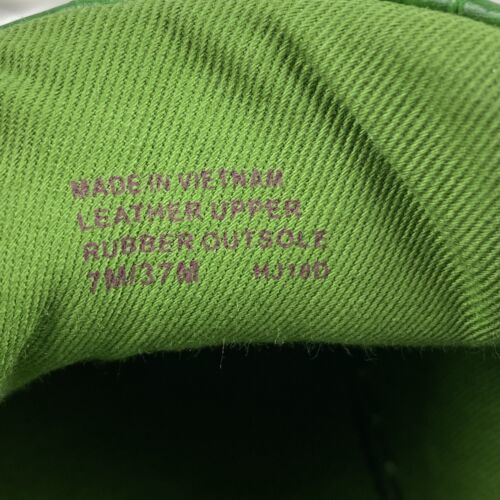 MADE IN VIETNAM
LEATHER UPPER
RUBBER OUTSOLE
7M/37M HJ16D